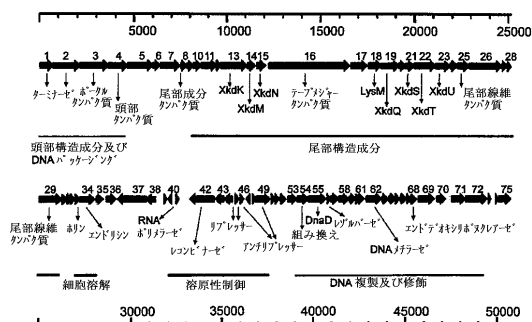 0 5000 10000 15000 20000 25000
1 2 3 4 5 6 7 8 10 11 13 14 15 16 17 18 19 20 21 22 23 25 26 28
ターミナーゼ ポータルタンパク質 頭部タンパク質 尾部成分タンパク質 XkdK XkdM XkdN テープメジャータンパク質 LysM XkdQ XkdS XkdT XkdU 尾部線維タンパク質
頭部構造成分及び
DNAパッケージング
尾部構造成分
29 34 35 36 37 38 40 42 43 46 49 53 54 55 58 61 62 68 69 70 71 72 75
尾部線維タンパク質 ホリン エンドリシン RNAポリメラーゼ レコンビナーゼ リプレッサー アンチリプレッサー 組み換え DnaD レゾルバーゼ DNAメチラーゼ エンドデオキシリボヌクレアーゼ
細胞溶解 溶原性制御 DNA 複製及び修飾
30000 35000 40000 45000 50000